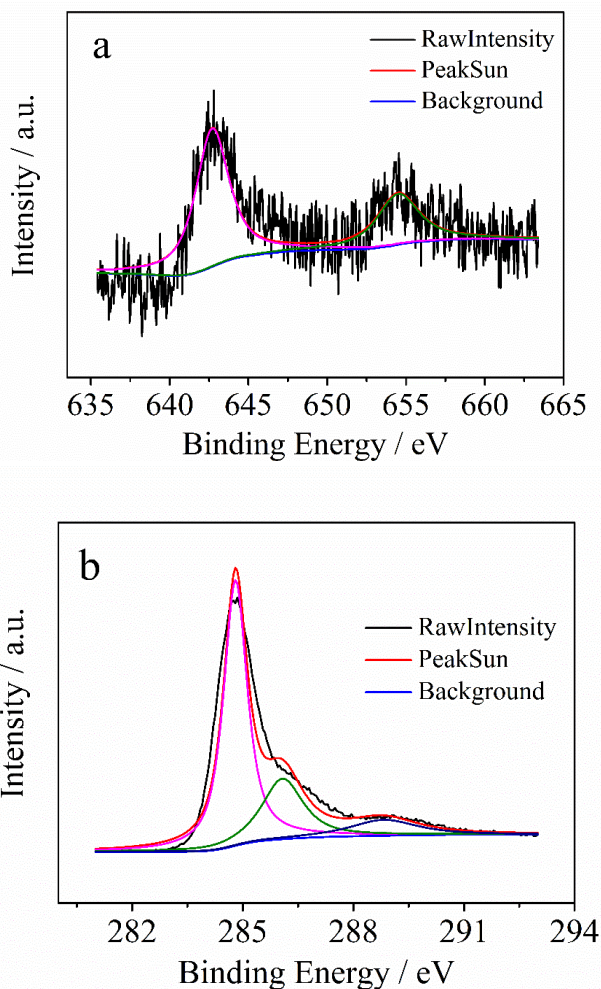 a
RawIntensity
PeakSun
Background
Intensity / a.u.
635 640 645 650 655 660 665
Binding Energy / eV
b
RawIntensity
PeakSun
Background
Intensity / a.u.
282 285 288 291 294
Binding Energy / eV